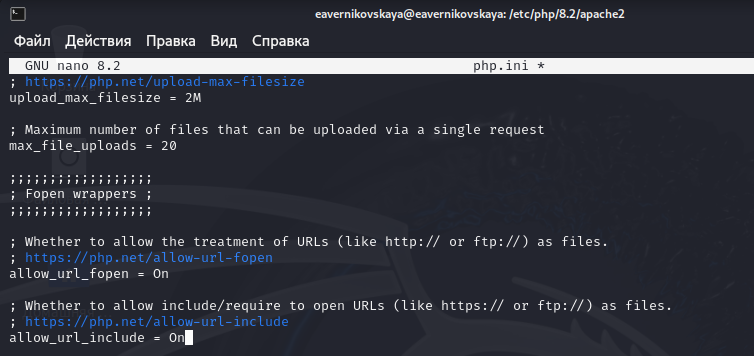 eavernikovskaya@eavernikovskaya: /etc/php/8.2/apache2
Файл Действия Правка Вид Справка
GNU nano 8.2 php.ini *
; https://php.net/upload-max-filesize
upload_max_filesize = 2M
; Maximum number of files that can be uploaded via a single request
max_file_uploads = 20
;;;;;;;;;;;;;;;;;;
; Fopen wrappers ;
;;;;;;;;;;;;;;;;;;
; Whether to allow the treatment of URLs (like http:// or ftp://) as files.
; https://php.net/allow-url-fopen
allow_url_fopen = On
; Whether to allow include/require to open URLs (like https:// or ftp://) as files.
; https://php.net/allow-url-include
allow_url_include = On